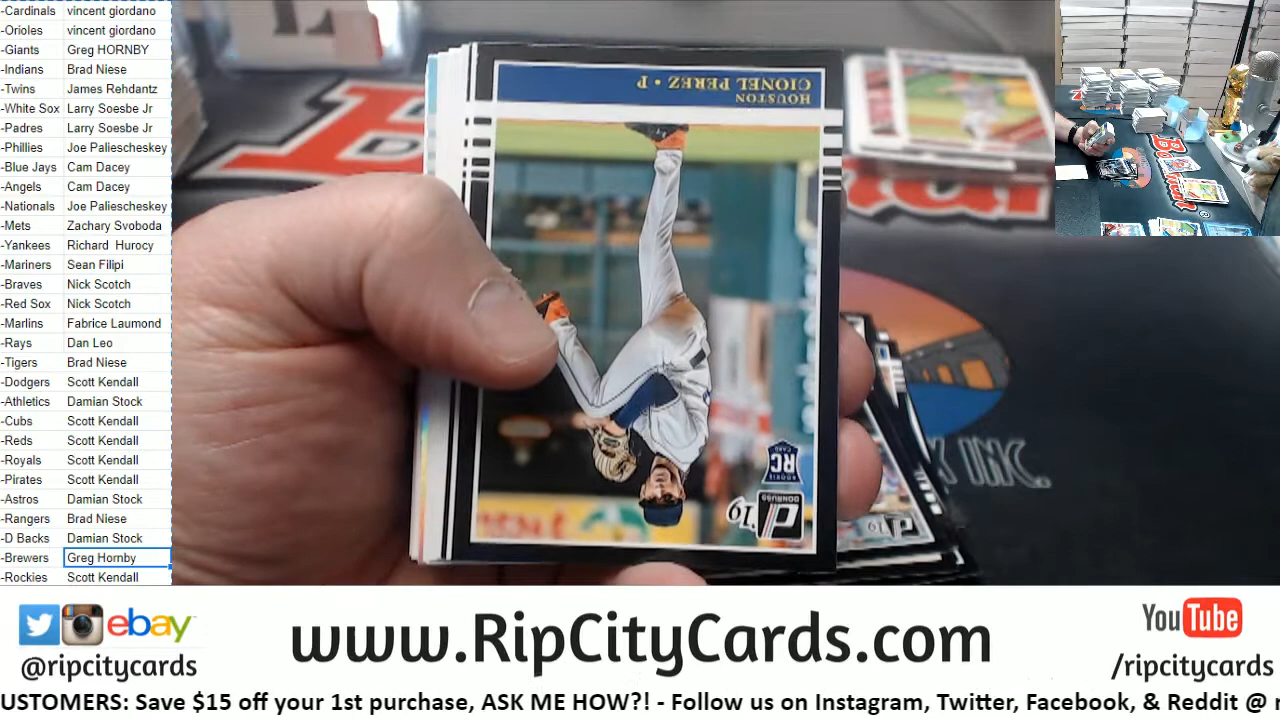 -Cardinals vincent giordano
-Orioles vincent giordano
-Giants Greg HORNBY
-Indians Brad Niese
-Twins James Rehdantz
-White Sox Larry Soesbe Jr
-Padres Larry Soesbe Jr
-Phillies Joe Paliescheskey
-Blue Jays Cam Dacey
-Angels Cam Dacey
-Nationals Joe Paliescheskey
-Mets Zachary Svoboda
-Yankees Richard Hurocy
-Mariners Sean Filipi
-Braves Nick Scotch
-Red Sox Nick Scotch
-Marlins Fabrice Laumond
-Rays Dan Leo
-Tigers Brad Niese
-Dodgers Scott Kendall
-Athletics Damian Stock
-Cubs Scott Kendall
-Reds Scott Kendall
-Royals Scott Kendall
-Pirates Scott Kendall
-Astros Damian Stock
-Rangers Brad Niese
-D Backs Damian Stock
-Brewers Greg Hornby
-Rockies Scott Kendall
HOUSTON
CIONEL PEREZ • P
ROOKIE
RC
CARD
DONRUSS
'19
INC.
ebay
@ripcitycards
www.RipCityCards.com
YouTube
/ripcitycards
USTOMERS: Save $15 off your 1st purchase, ASK ME HOW?! - Follow us on Instagram, Twitter, Facebook, & Reddit @